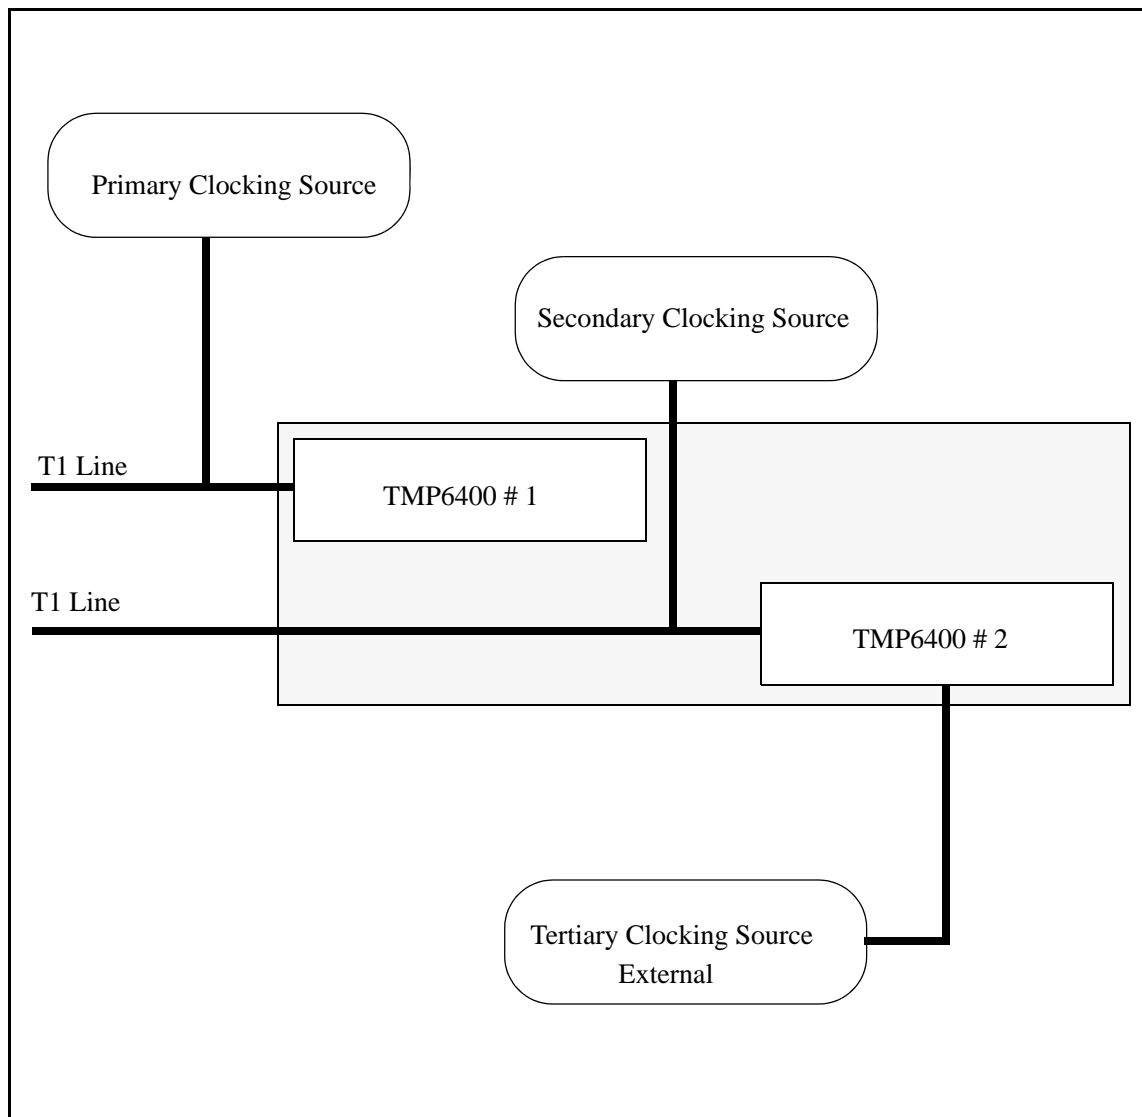 Primary Clocking Source
Secondary Clocking Source
T1 Line
TMP6400 # 1
T1 Line
TMP6400 # 2
Tertiary Clocking Source
External